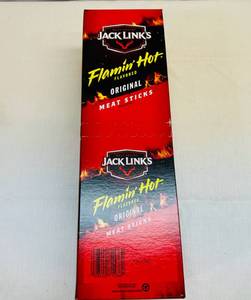 JACK LINK'S
Flamin' Hot
FLAVORED
ORIGINAL
MEAT STICKS
JACK LINK'S
Flamin' Hot
FLAVORED
ORIGINAL
MEAT STICKS